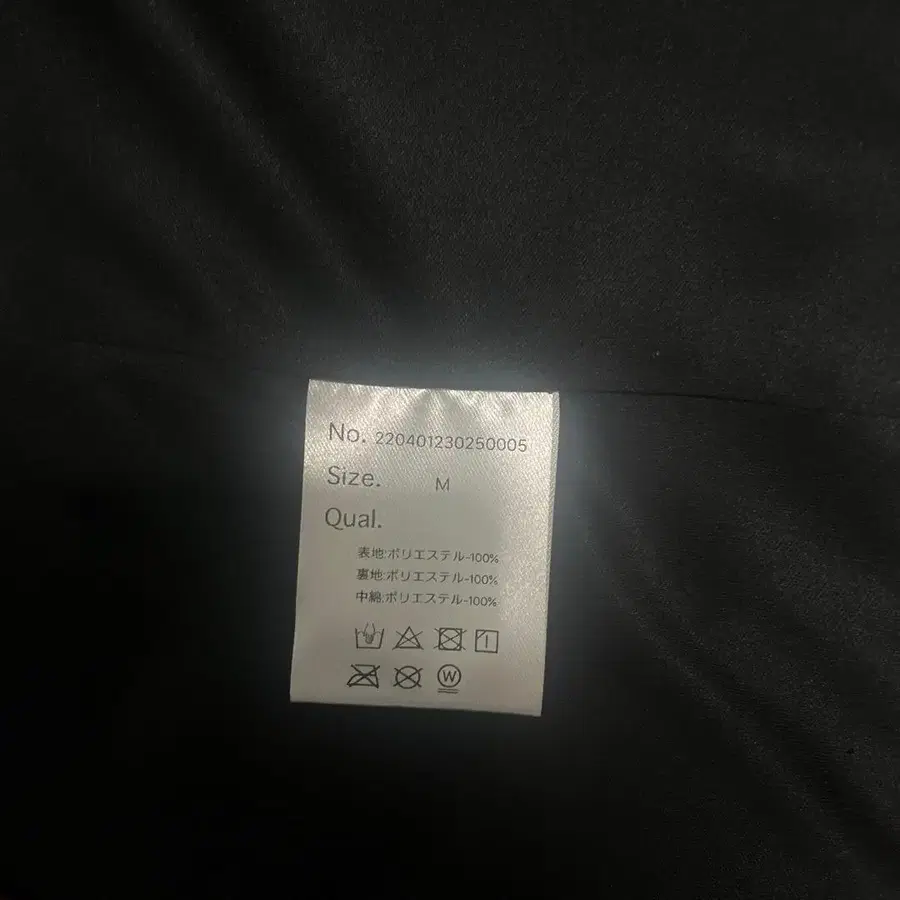 No. 220401230250005
Size. M
Qual.
表地:ポリエステル-100%
裏地:ポリエステル-100%
中綿:ポリエステル-100%
W